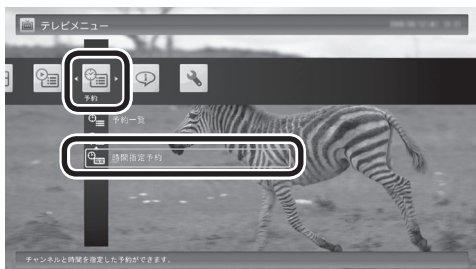 テレビメニュー
予約
予約一覧
時間指定予約
チャンネルと時間を指定した予約ができます。